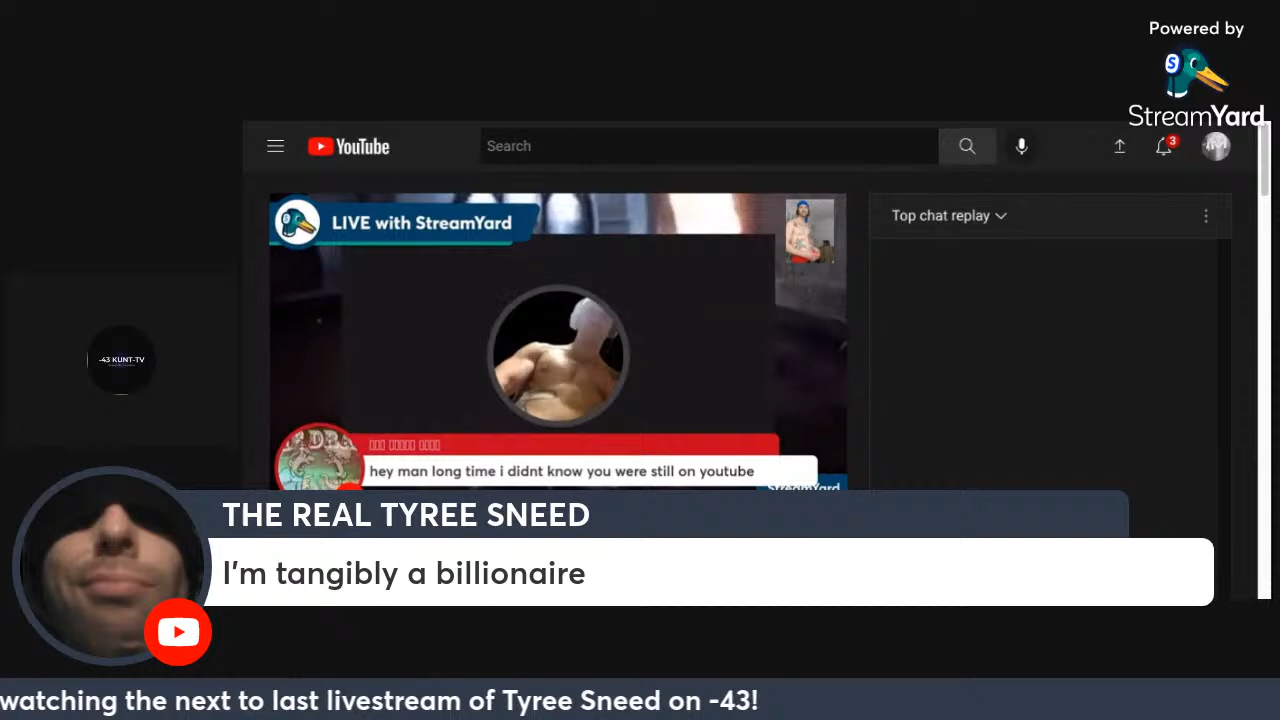 Powered by
StreamYard
YouTube
Search
3
LIVE with StreamYard
Top chat replay
-43 KUNT-TV
hey man long time i didnt know you were still on youtube
StreamYard
THE REAL TYREE SNEED
I'm tangibly a billionaire
watching the next to last livestream of Tyree Sneed on -43!